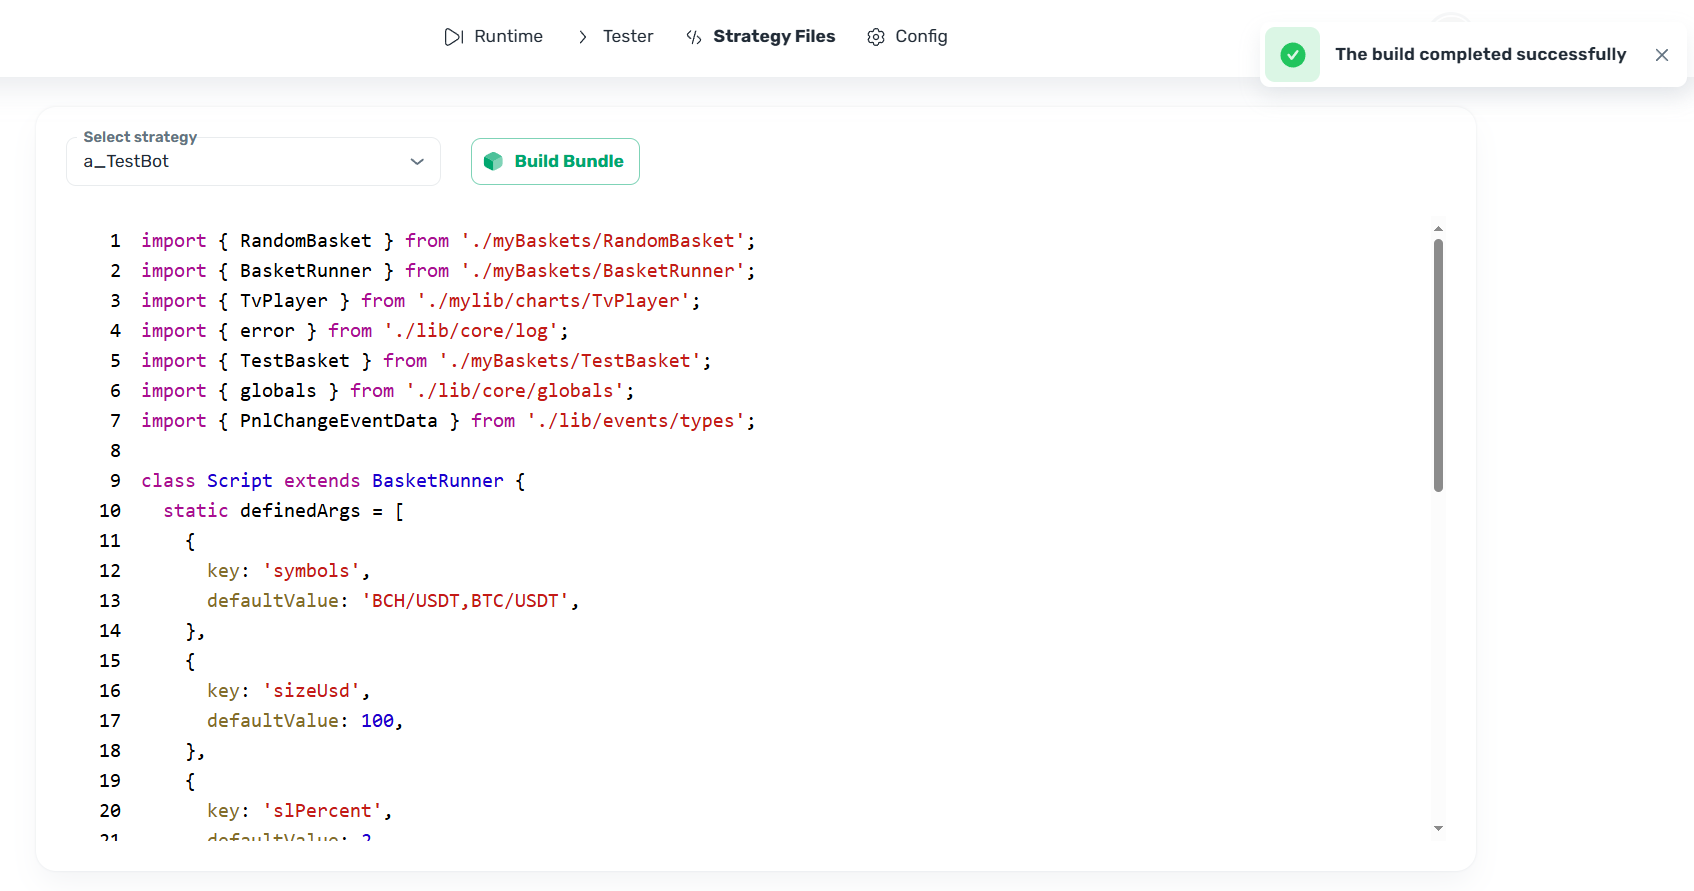 Runtime
Tester
Strategy Files
Config
The build completed successfully
Select strategy
a_TestBot
Build Bundle
1 import { RandomBasket } from './myBaskets/RandomBasket';
2 import { BasketRunner } from './myBaskets/BasketRunner';
3 import { TvPlayer } from './mylib/charts/TvPlayer';
4 import { error } from './lib/core/log';
5 import { TestBasket } from './myBaskets/TestBasket';
6 import { globals } from './lib/core/globals';
7 import { PnlChangeEventData } from './lib/events/types';
8
9 class Script extends BasketRunner {
10 static definedArgs = [
11 {
12 key: 'symbols',
13 defaultValue: 'BCH/USDT,BTC/USDT',
14 },
15 {
16 key: 'sizeUsd',
17 defaultValue: 100,
18 },
19 {
20 key: 'slPercent',
21 defaultValue: 2